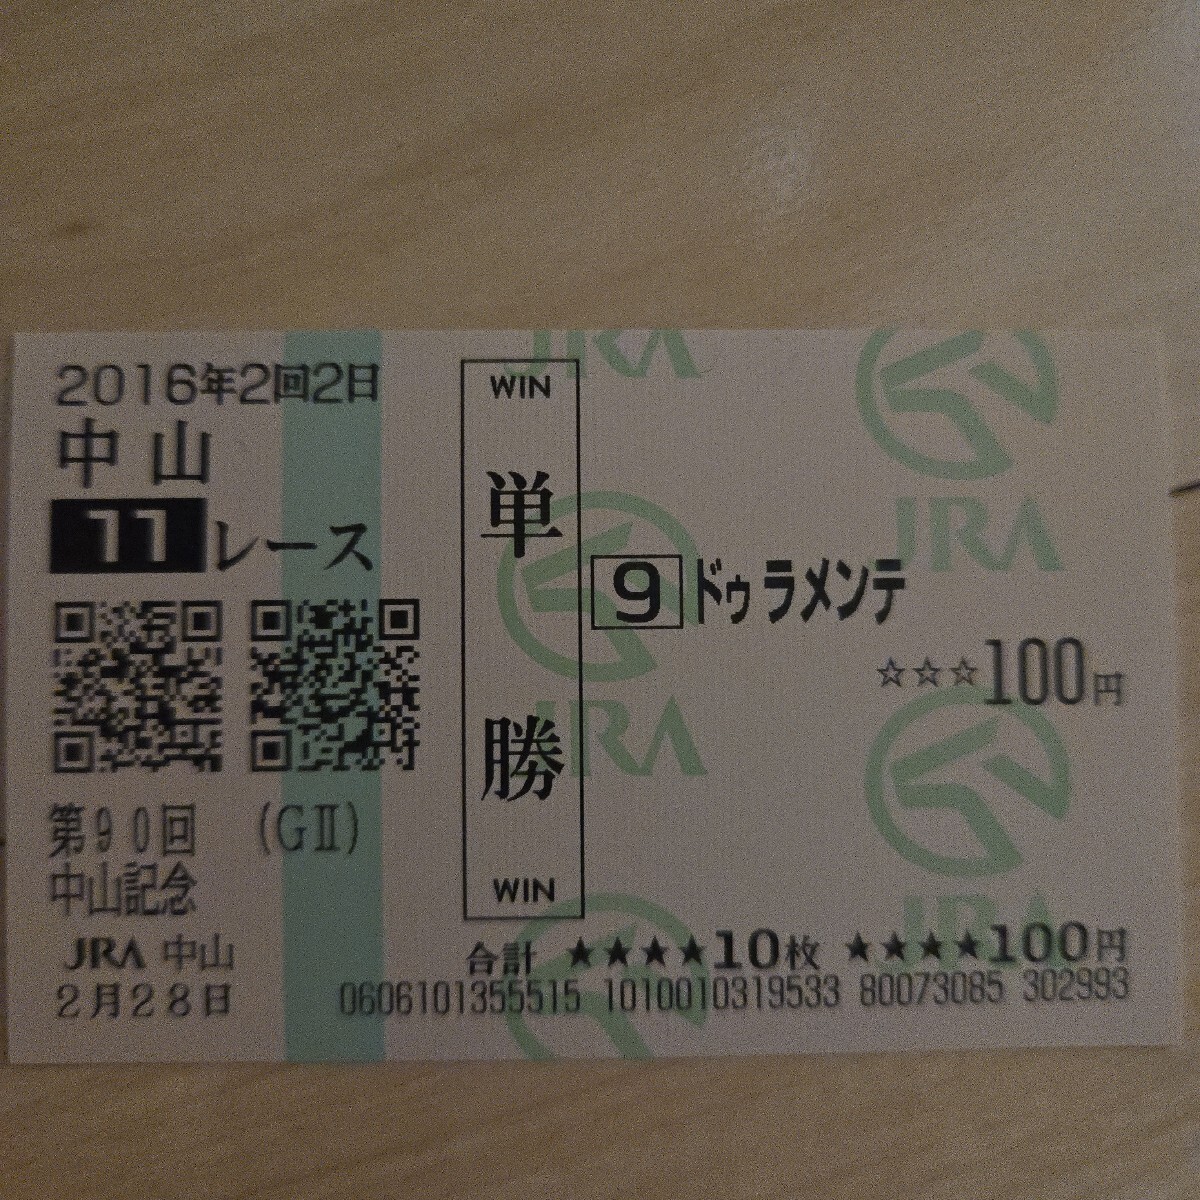 2016年2回2日
中山
11レース
第90回 (GⅡ)
中山記念
JRA 中山
2月28日
WIN
単勝
WIN
9 ドゥラメンテ
☆☆☆100円
合計 ★★★★10枚 ★★★★100円
0606101355515 1010010319533 80073085 302993
JRA
JRA
JRA
JRA